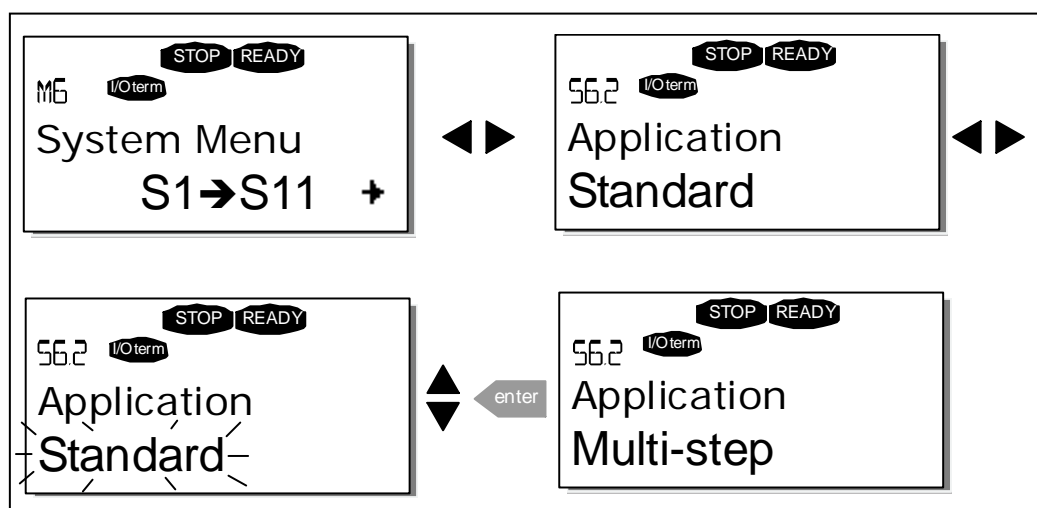 STOP READY
M6 I/Oterm
System Menu
S1➔S11
STOP READY
S6.2 I/Oterm
Application
Standard
STOP READY
S6.2 I/Oterm
Application
Standard
enter
STOP READY
S6.2 I/Oterm
Application
Multi-step